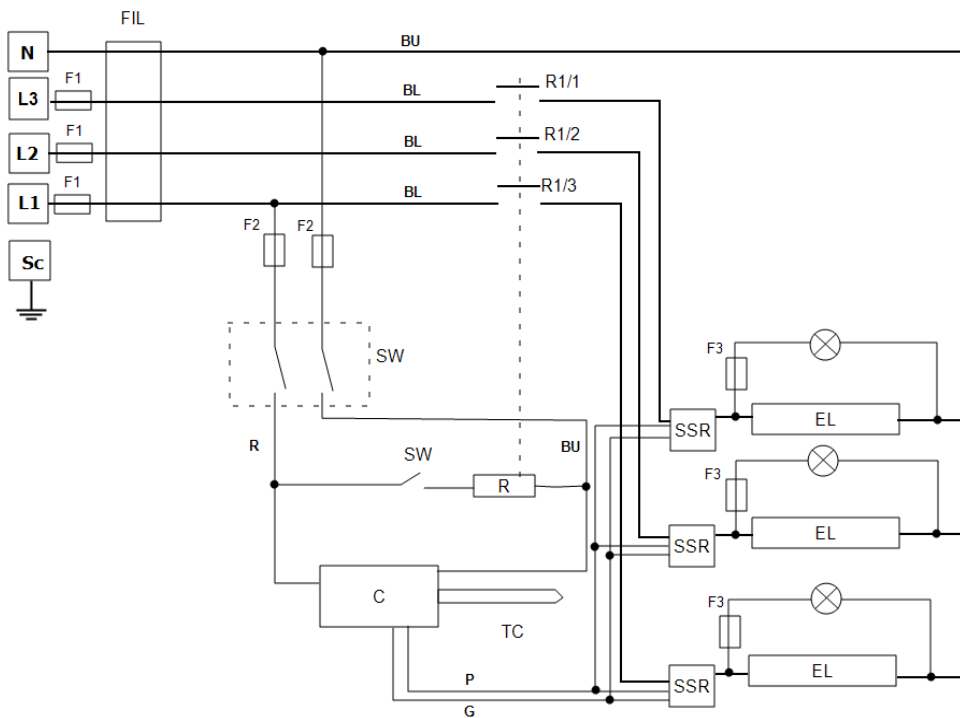 FIL
N
BU
F1
L3
BL
R1/1
F1
L2
BL
R1/2
F1
L1
BL
R1/3
F2
F2
Sc
SW
F3
EL
SSR
R
SW
BU
R
F3
EL
SSR
C
TC
F3
EL
SSR
P
G